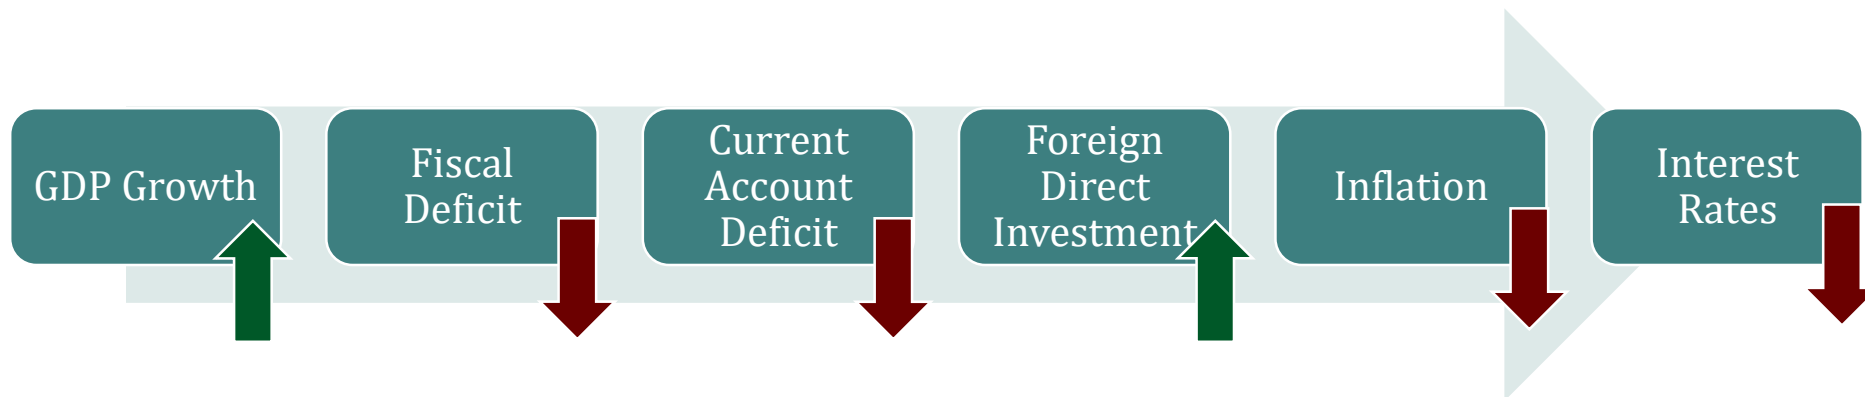 GDP Growth
Fiscal
Deficit
Current
Account
Deficit
Foreign
Direct
Investment
Inflation
Interest
Rates